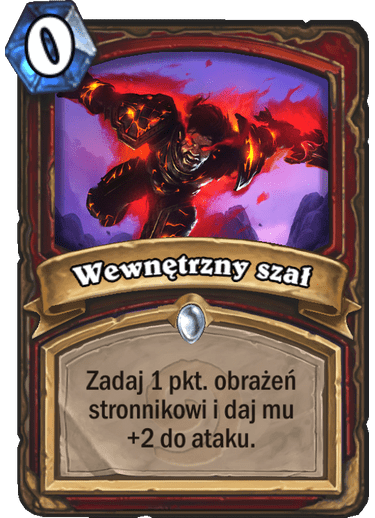 0
Wewnętrzny szał
Zadaj 1 pkt. obrażeń
stronnikowi i daj mu
+2 do ataku.